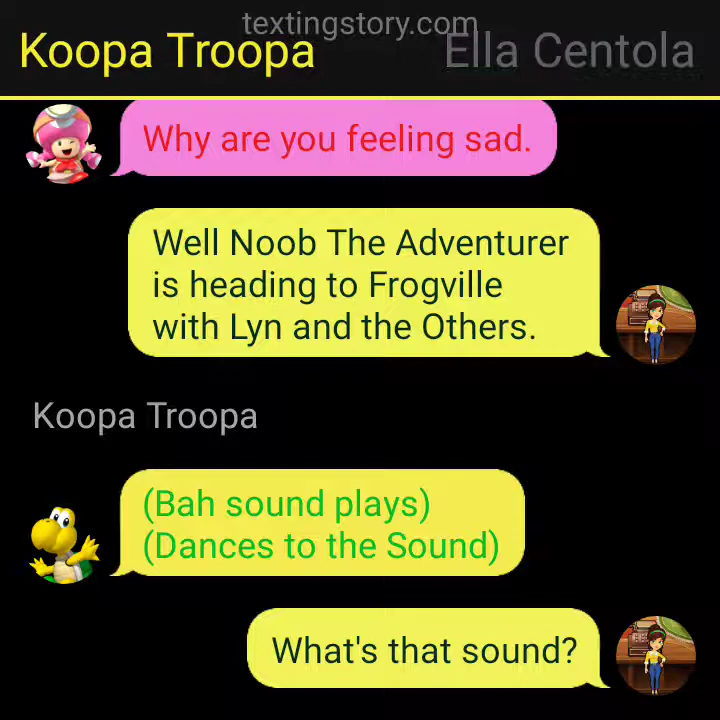 textingstory.com
Koopa Troopa
Ella Centola
Why are you feeling sad.
Well Noob The Adventurer
is heading to Frogville
with Lyn and the Others.
Koopa Troopa
(Bah sound plays)
(Dances to the Sound)
What's that sound?